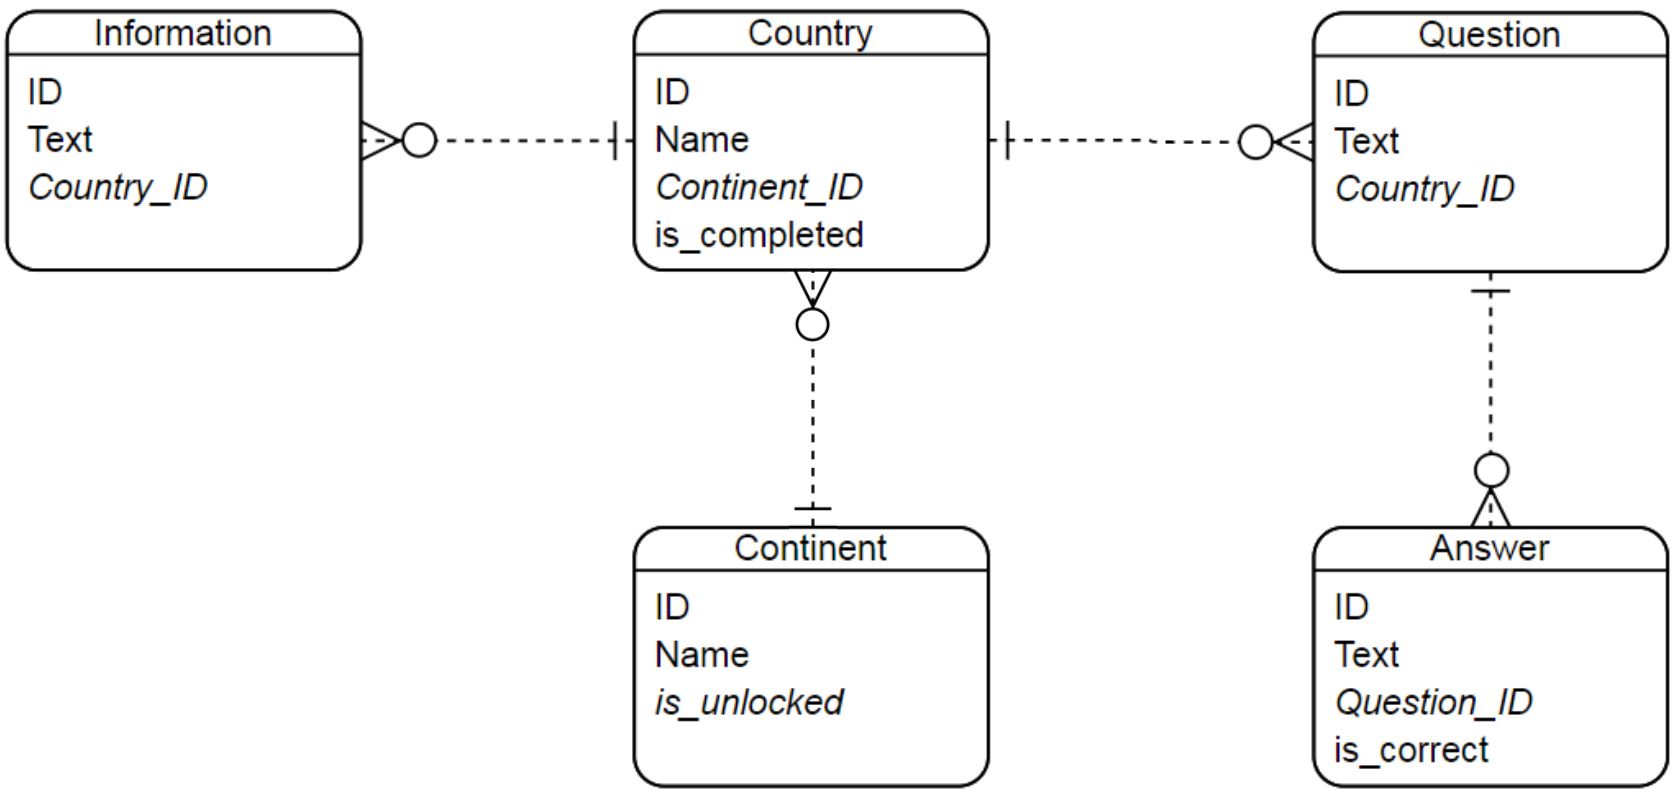 Information
ID
Text
Country_ID
Country
ID
Name
Continent_ID
is_completed
Question
ID
Text
Country_ID
Continent
ID
Name
is_unlocked
Answer
ID
Text
Question_ID
is_correct